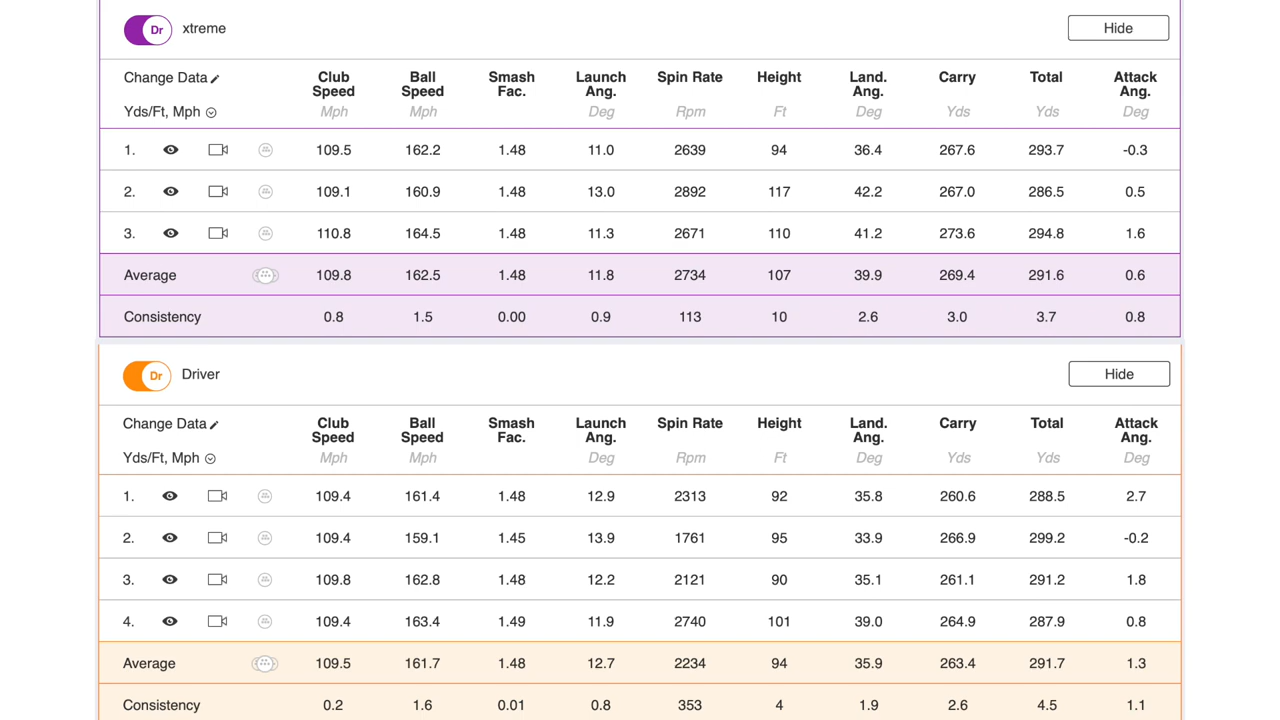 Dr xtreme Hide
Change Data Club Speed Ball Speed Smash Fac. Launch Ang. Spin Rate Height Land. Ang. Carry Total Attack Ang.
Yds/Ft, Mph Mph Mph Deg Rpm Ft Deg Yds Yds Deg
1. 109.5 162.2 1.48 11.0 2639 94 36.4 267.6 293.7 -0.3
2. 109.1 160.9 1.48 13.0 2892 117 42.2 267.0 286.5 0.5
3. 110.8 164.5 1.48 11.3 2671 110 41.2 273.6 294.8 1.6
Average 109.8 162.5 1.48 11.8 2734 107 39.9 269.4 291.6 0.6
Consistency 0.8 1.5 0.00 0.9 113 10 2.6 3.0 3.7 0.8
Dr Driver Hide
Change Data Club Speed Ball Speed Smash Fac. Launch Ang. Spin Rate Height Land. Ang. Carry Total Attack Ang.
Yds/Ft, Mph Mph Mph Deg Rpm Ft Deg Yds Yds Deg
1. 109.4 161.4 1.48 12.9 2313 92 35.8 260.6 288.5 2.7
2. 109.4 159.1 1.45 13.9 1761 95 33.9 266.9 299.2 -0.2
3. 109.8 162.8 1.48 12.2 2121 90 35.1 261.1 291.2 1.8
4. 109.4 163.4 1.49 11.9 2740 101 39.0 264.9 287.9 0.8
Average 109.5 161.7 1.48 12.7 2234 94 35.9 263.4 291.7 1.3
Consistency 0.2 1.6 0.01 0.8 353 4 1.9 2.6 4.5 1.1